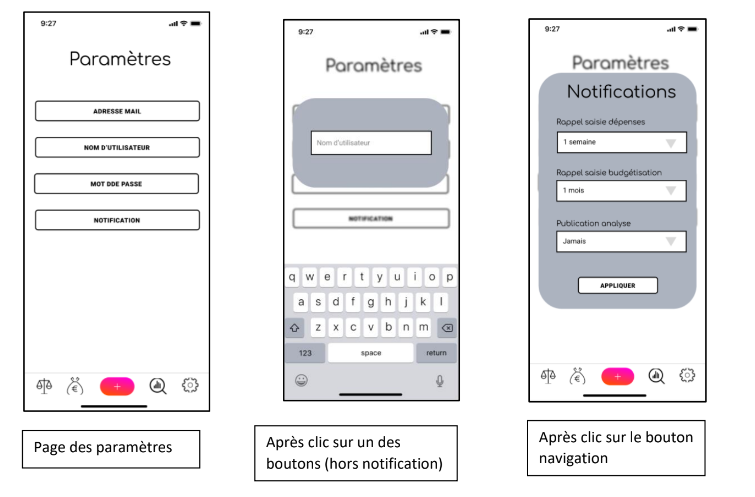 9:27
Paramètres
ADRESSE MAIL
NOM D'UTILISATEUR
MOT DDE PASSE
NOTIFICATION
€
+
Page des paramètres
9:27
Paramètres
Nom d'utilisateur
NOTIFICATION
q w e r t y u i o p
a s d f g h j k l
z x c v b n m
123 space return
Après clic sur un des
boutons (hors notification)
9:27
Paramètres
Notifications
Rappel saisie dépenses
1 semaine
Rappel saisie budgétisation
1 mois
Publication analyse
Jamais
APPLIQUER
€
+
Après clic sur le bouton
navigation